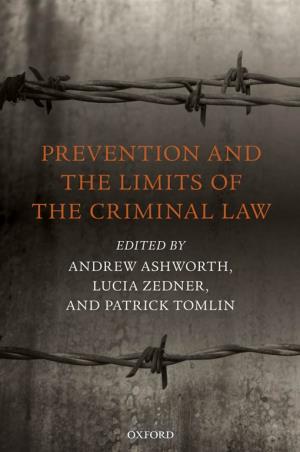 PREVENTION AND
THE LIMITS OF
THE CRIMINAL LAW
EDITED BY
ANDREW ASHWORTH,
LUCIA ZEDNER,
AND PATRICK TOMLIN
OXFORD